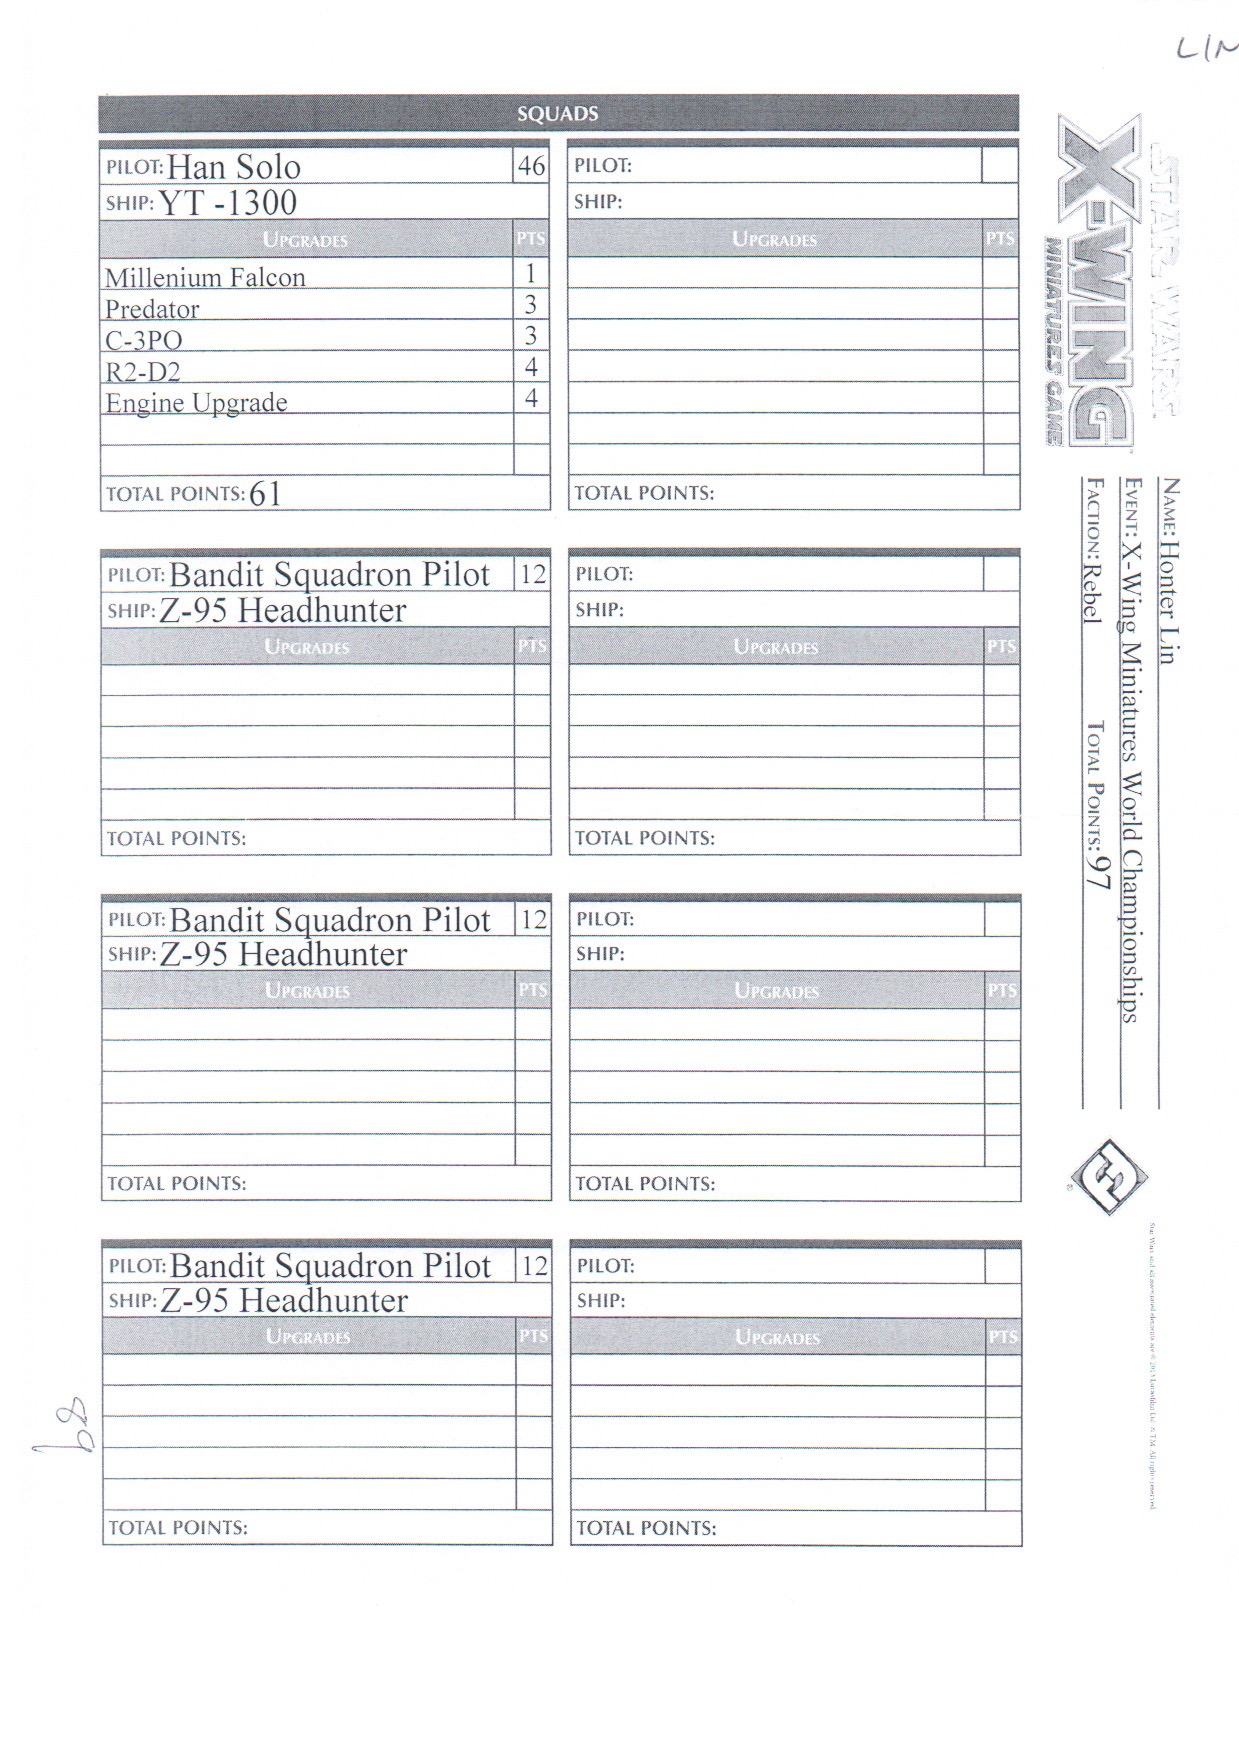 LIN
SQUADS
PILOT: Han Solo 46
SHIP: YT -1300
UPGRADES PTS
Millenium Falcon 1
Predator 3
C-3PO 3
R2-D2 4
Engine Upgrade 4
TOTAL POINTS: 61
PILOT:
SHIP:
UPGRADES PTS
TOTAL POINTS:
PILOT: Bandit Squadron Pilot 12
SHIP: Z-95 Headhunter
UPGRADES PTS
TOTAL POINTS:
PILOT:
SHIP:
UPGRADES PTS
TOTAL POINTS:
PILOT: Bandit Squadron Pilot 12
SHIP: Z-95 Headhunter
UPGRADES PTS
TOTAL POINTS:
PILOT:
SHIP:
UPGRADES PTS
TOTAL POINTS:
PILOT: Bandit Squadron Pilot 12
SHIP: Z-95 Headhunter
UPGRADES PTS
TOTAL POINTS:
PILOT:
SHIP:
UPGRADES PTS
TOTAL POINTS:
STAR WARS
X-WING
MINIATURES GAME
NAME: Honter Lin
EVENT: X-Wing Miniatures World Championships
FACTION: Rebel TOTAL POINTS: 97